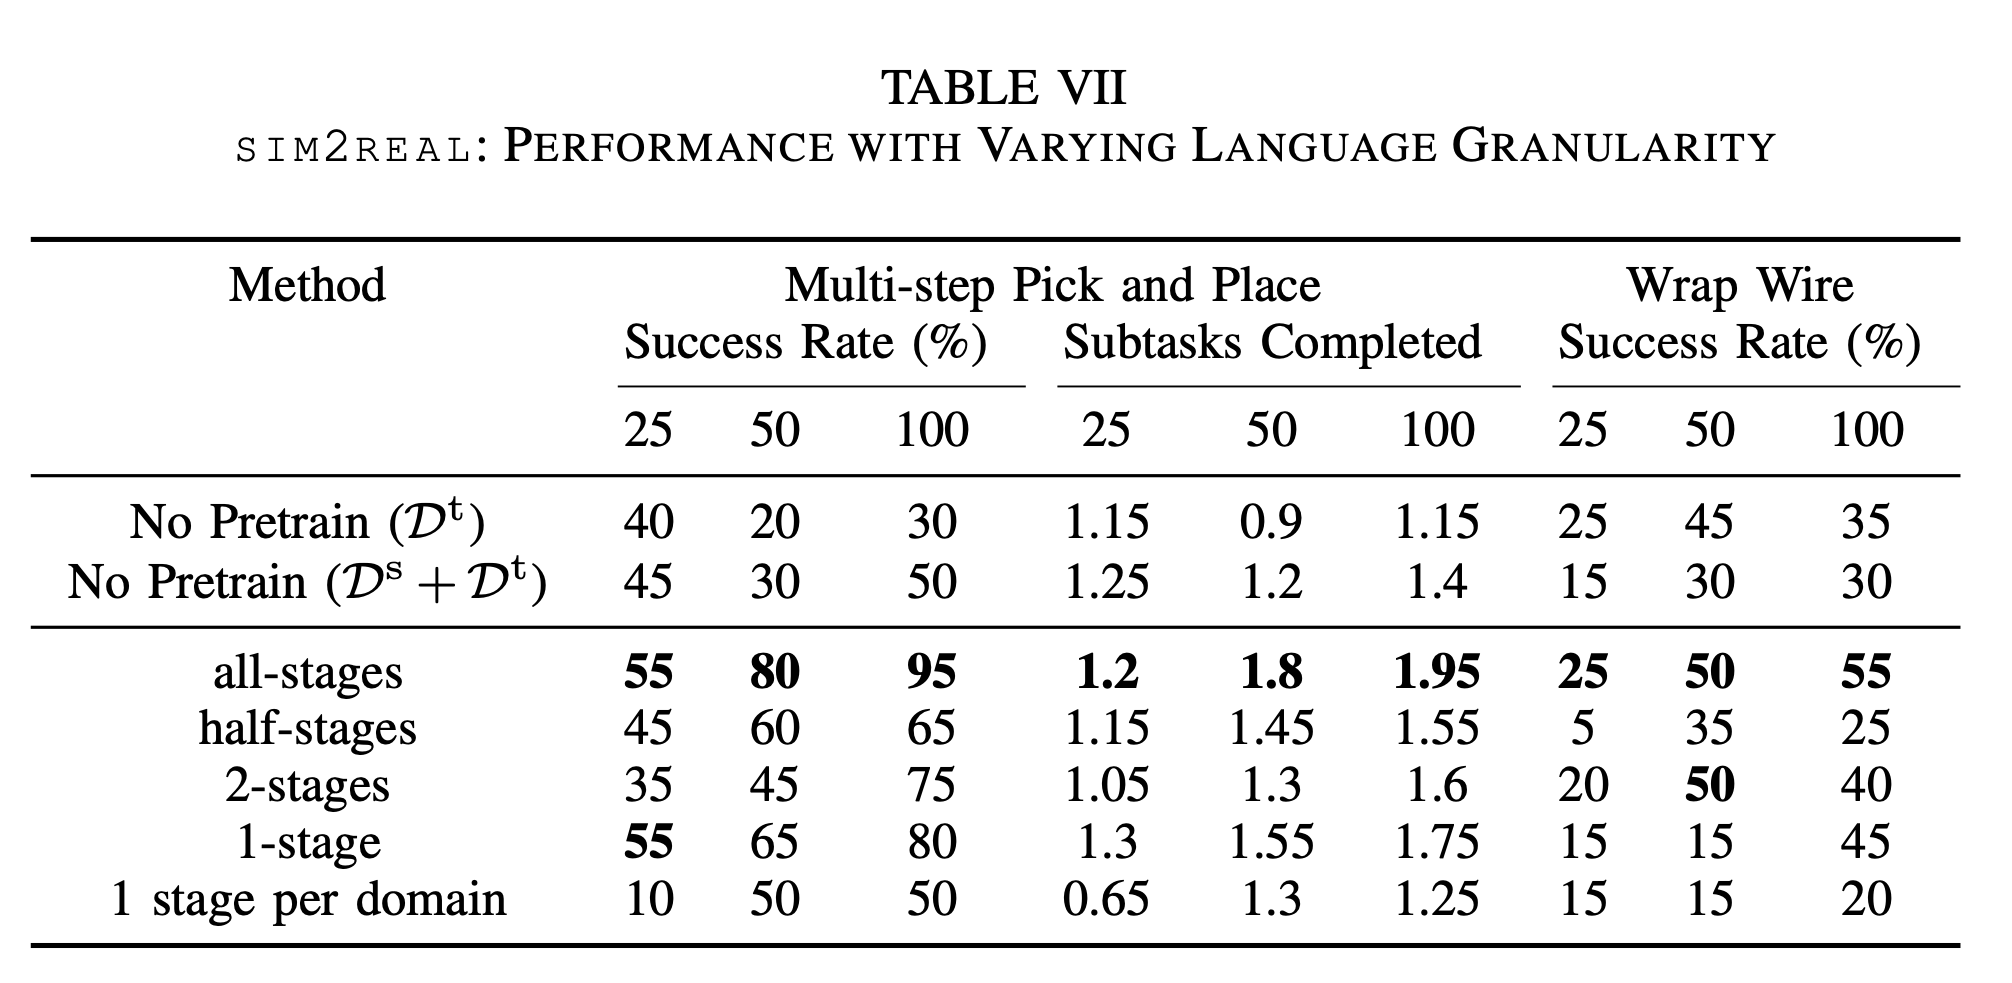 TABLE VII
SIM2REAL: PERFORMANCE WITH VARYING LANGUAGE GRANULARITY
Method Multi-step Pick and Place Wrap Wire
Success Rate (%) Subtasks Completed Success Rate (%)
25 50 100 25 50 100 25 50 100
No Pretrain (𝒟ᵗ) 40 20 30 1.15 0.9 1.15 25 45 35
No Pretrain (𝒟ˢ + 𝒟ᵗ) 45 30 50 1.25 1.2 1.4 15 30 30
all-stages 55 80 95 1.2 1.8 1.95 25 50 55
half-stages 45 60 65 1.15 1.45 1.55 5 35 25
2-stages 35 45 75 1.05 1.3 1.6 20 50 40
1-stage 55 65 80 1.3 1.55 1.75 15 15 45
1 stage per domain 10 50 50 0.65 1.3 1.25 15 15 20